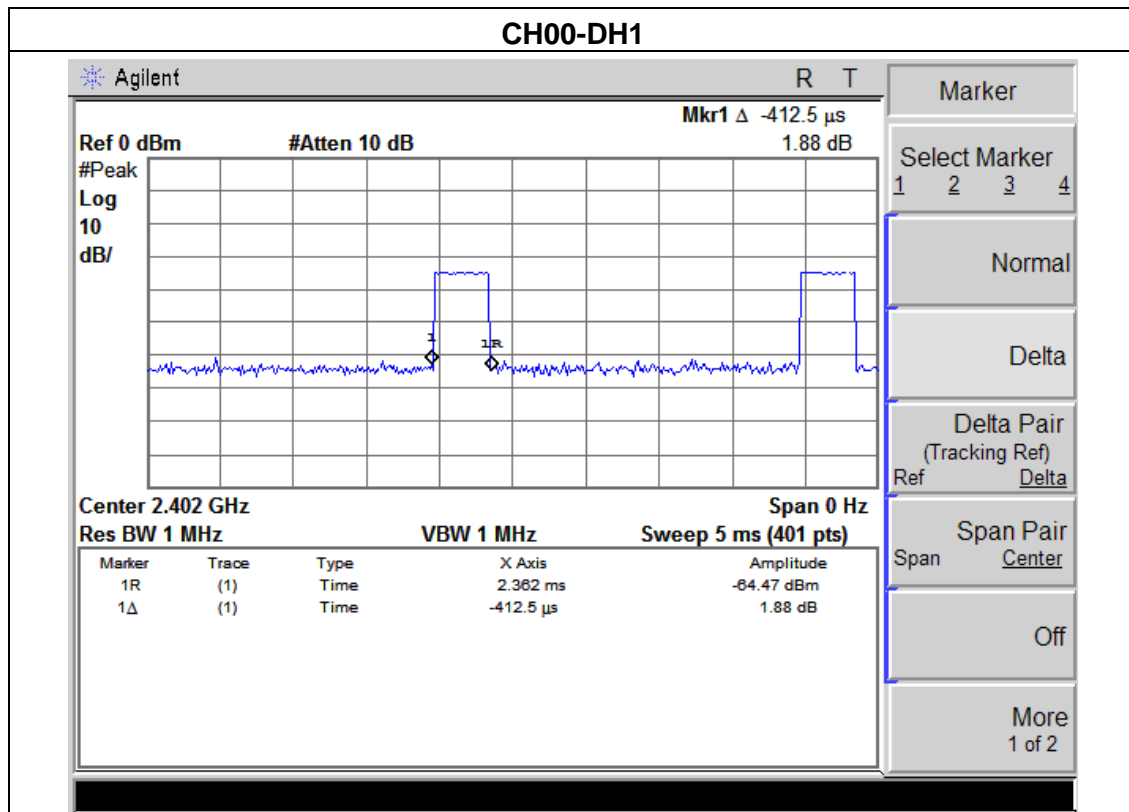 CH00-DH1
Agilent R T
Mkr1 Δ -412.5 µs
Ref 0 dBm #Atten 10 dB 1.88 dB
#Peak
Log
10
dB/
1 1R
Center 2.402 GHz Span 0 Hz
Res BW 1 MHz VBW 1 MHz Sweep 5 ms (401 pts)
Marker Trace Type X Axis Amplitude
1R (1) Time 2.362 ms -64.47 dBm
1Δ (1) Time -412.5 µs 1.88 dB
Marker
Select Marker
1 2 3 4
Normal
Delta
Delta Pair
(Tracking Ref)
Ref Delta
Span Pair
Span Center
Off
More
1 of 2